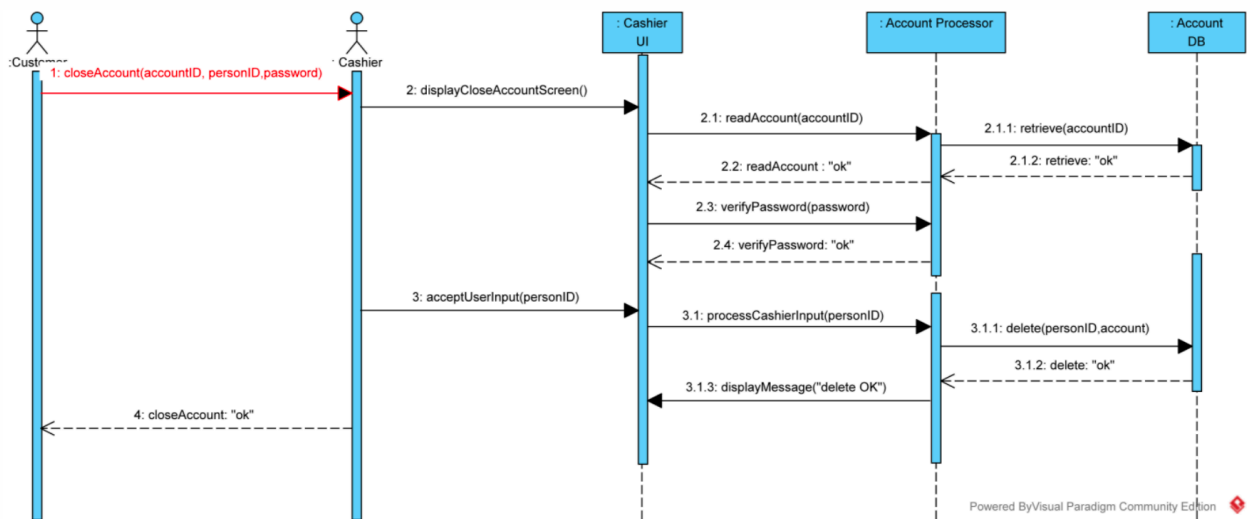 : Cashier
UI
: Account Processor
: Account
DB
:Customer
: Cashier
1: closeAccount(accountID, personID,password)
2: displayCloseAccountScreen()
2.1: readAccount(accountID)
2.1.1: retrieve(accountID)
2.1.2: retrieve: "ok"
2.2: readAccount : "ok"
2.3: verifyPassword(password)
2.4: verifyPassword: "ok"
3: acceptUserInput(personID)
3.1: processCashierInput(personID)
3.1.1: delete(personID,account)
3.1.2: delete: "ok"
3.1.3: displayMessage("delete OK")
4: closeAccount: "ok"
Powered ByVisual Paradigm Community Edition